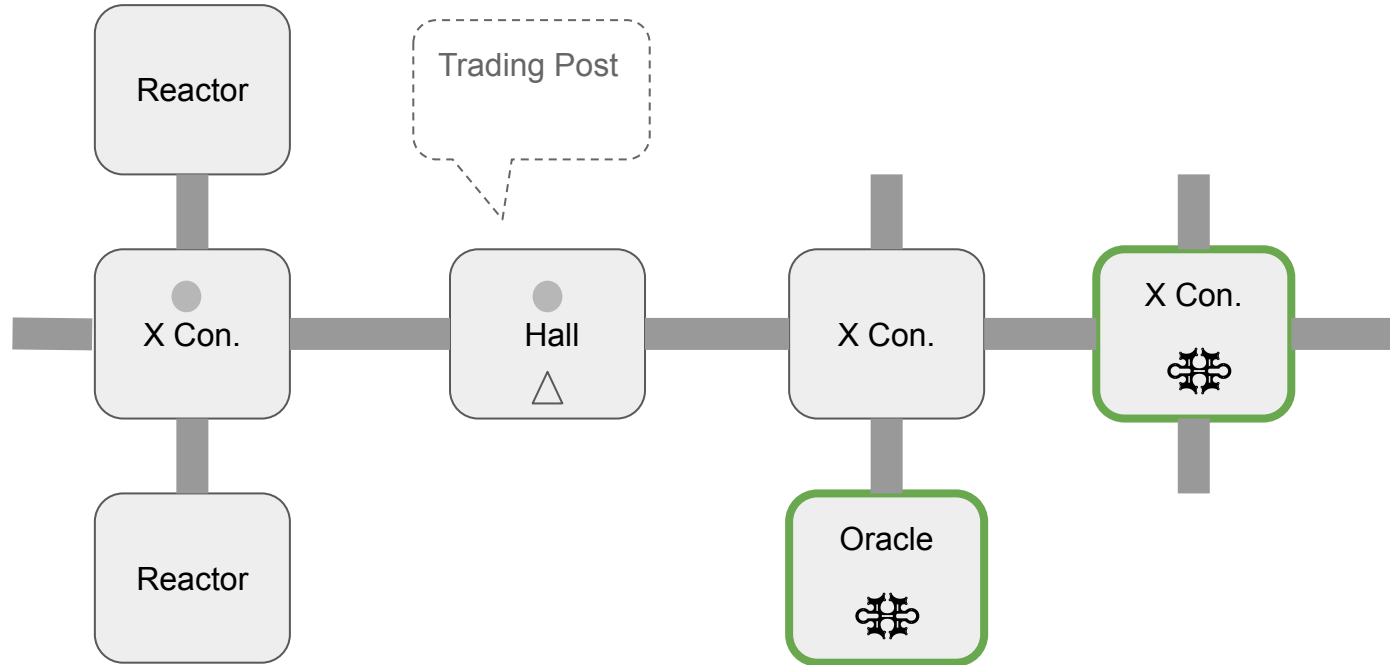 Reactor
Trading Post
X Con.
Hall
X Con.
X Con.
Reactor
Oracle